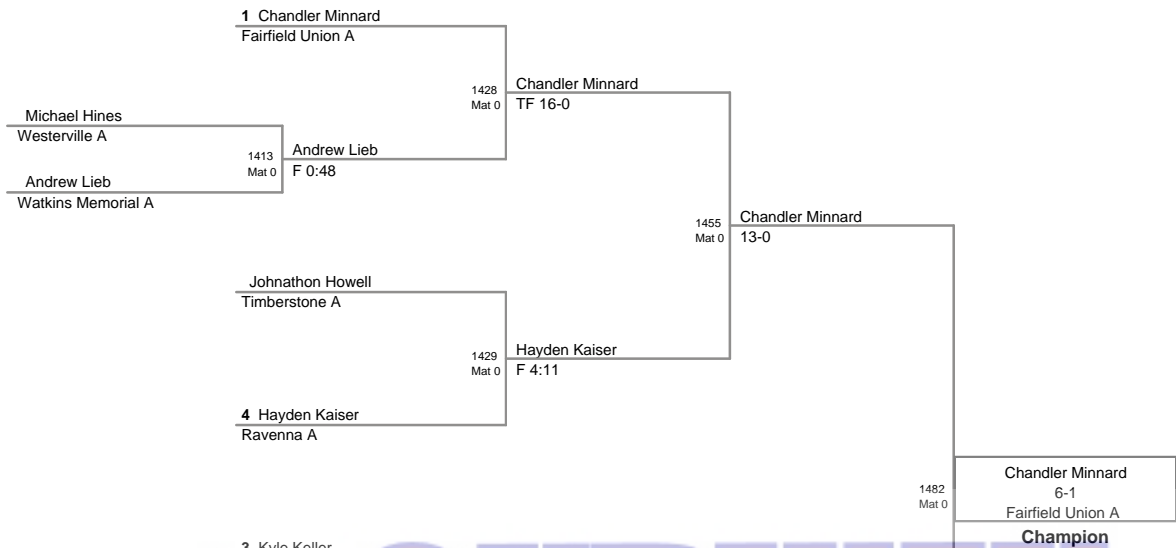 1 Chandler Minnard
Fairfield Union A
1428
Mat 0
Chandler Minnard
TF 16-0
Michael Hines
Westerville A
1413
Mat 0
Andrew Lieb
F 0:48
Andrew Lieb
Watkins Memorial A
1455
Mat 0
Chandler Minnard
13-0
Johnathon Howell
Timberstone A
1429
Mat 0
Hayden Kaiser
F 4:11
4 Hayden Kaiser
Ravenna A
1482
Mat 0
Chandler Minnard
6-1
Fairfield Union A
Champion
3 Kyle Keller